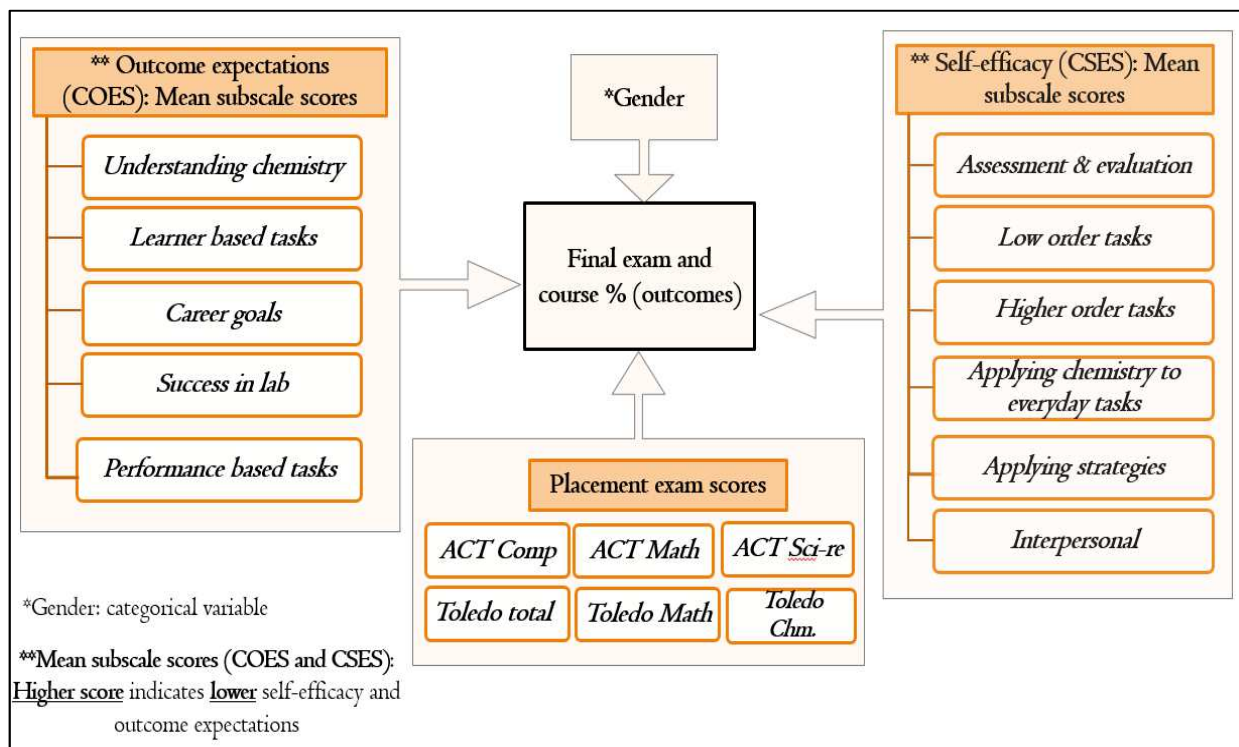 ** Outcome expectations
(COES): Mean subscale scores
Understanding chemistry
Learner based tasks
Career goals
Success in lab
Performance based tasks
*Gender
Final exam and
course % (outcomes)
** Self-efficacy (CSES): Mean
subscale scores
Assessment & evaluation
Low order tasks
Higher order tasks
Applying chemistry to
everyday tasks
Applying strategies
Interpersonal
Placement exam scores
ACT Comp
ACT Math
ACT Sci-re
Toledo total
Toledo Math
Toledo
Chm.
*Gender: categorical variable
**Mean subscale scores (COES and CSES):
Higher score indicates lower self-efficacy and
outcome expectations